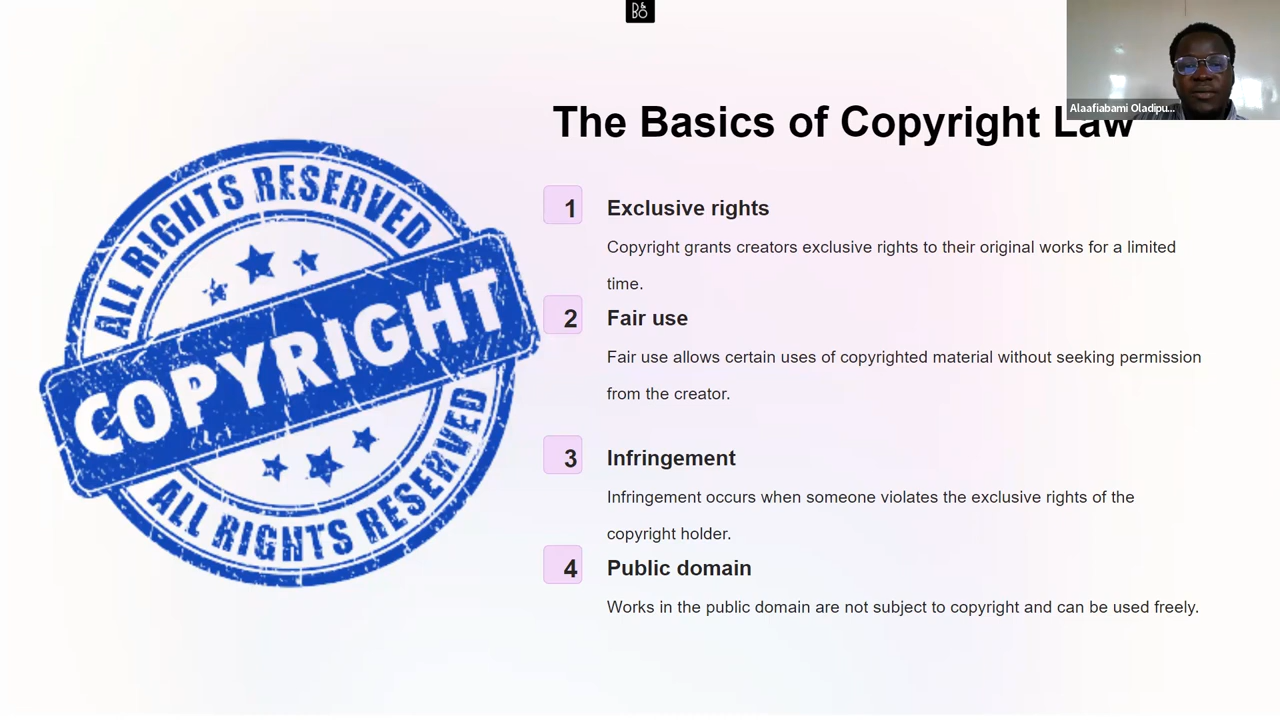 D&
BO
Alaafiabami Oladipu...
The Basics of Copyright Law
ALL RIGHTS RESERVED
COPYRIGHT
ALL RIGHTS RESERVED
1
Exclusive rights
Copyright grants creators exclusive rights to their original works for a limited
time.
2
Fair use
Fair use allows certain uses of copyrighted material without seeking permission
from the creator.
3
Infringement
Infringement occurs when someone violates the exclusive rights of the
copyright holder.
4
Public domain
Works in the public domain are not subject to copyright and can be used freely.